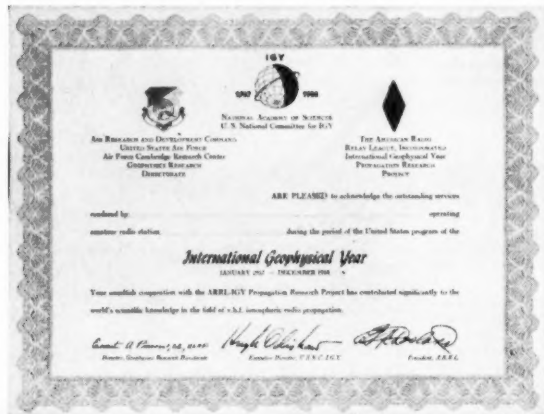 IGY
1957 1958
NATIONAL ACADEMY OF SCIENCES
U. S. National Committee for IGY
AIR RESEARCH AND DEVELOPMENT COMMAND
UNITED STATES AIR FORCE
Air Force Cambridge Research Center
GEOPHYSICS RESEARCH
DIRECTORATE
THE AMERICAN RADIO
RELAY LEAGUE, INCORPORATED
International Geophysical Year
PROPAGATION RESEARCH
PROJECT
ARE PLEASED to acknowledge the outstanding services
rendered by operating
amateur radio station during the period of the United States program of the
International Geophysical Year
JANUARY 1957 — DECEMBER 1958
Your unselfish cooperation with the ARRL-IGY Propagation Research Project has contributed significantly to the
world's scientific knowledge in the field of v.h.f. ionospheric radio propagation.
Director, Geophysics Research Directorate
Executive Director, U.S.N.C.-I.G.Y.
President, A.R.R.L.